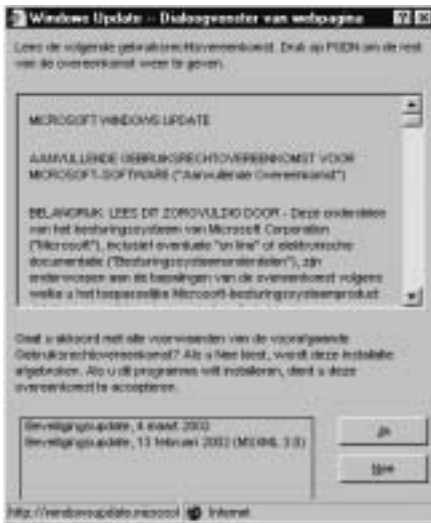 Windows Update -- Dialoogvenster van webpagina
Lees de volgende gebruiksrechtovereenkomst. Druk op PGDN om de rest
van de overeenkomst weer te geven.
MICROSOFT WINDOWS UPDATE
AANVULLENDE GEBRUIKSRECHTOVEREENKOMST VOOR
MICROSOFT-SOFTWARE ("Aanvullende Overeenkomst")
BELANGRIJK: LEES DIT ZORGVULDIG DOOR - Deze onderdelen
van het besturingssysteem van Microsoft Corporation
("Microsoft"), inclusief eventuele "on line" of elektronische
documentatie ("Besturingssysteemonderdelen"), zijn
onderworpen aan de bepalingen van de overeenkomst volgens
welke u het toepasselijke Microsoft-besturingssysteemproduct
Gaat u akkoord met alle voorwaarden van de voorafgaande
Gebruiksrechtovereenkomst? Als u Nee kiest, wordt deze installatie
afgebroken. Als u dit programma wilt installeren, dient u deze
overeenkomst te accepteren.
Beveiligingsupdate, 4 maart 2002
Beveiligingsupdate, 13 februari 2002 (MSXML 3.0)
Ja
Nee
http://windowsupdate.microsof Internet